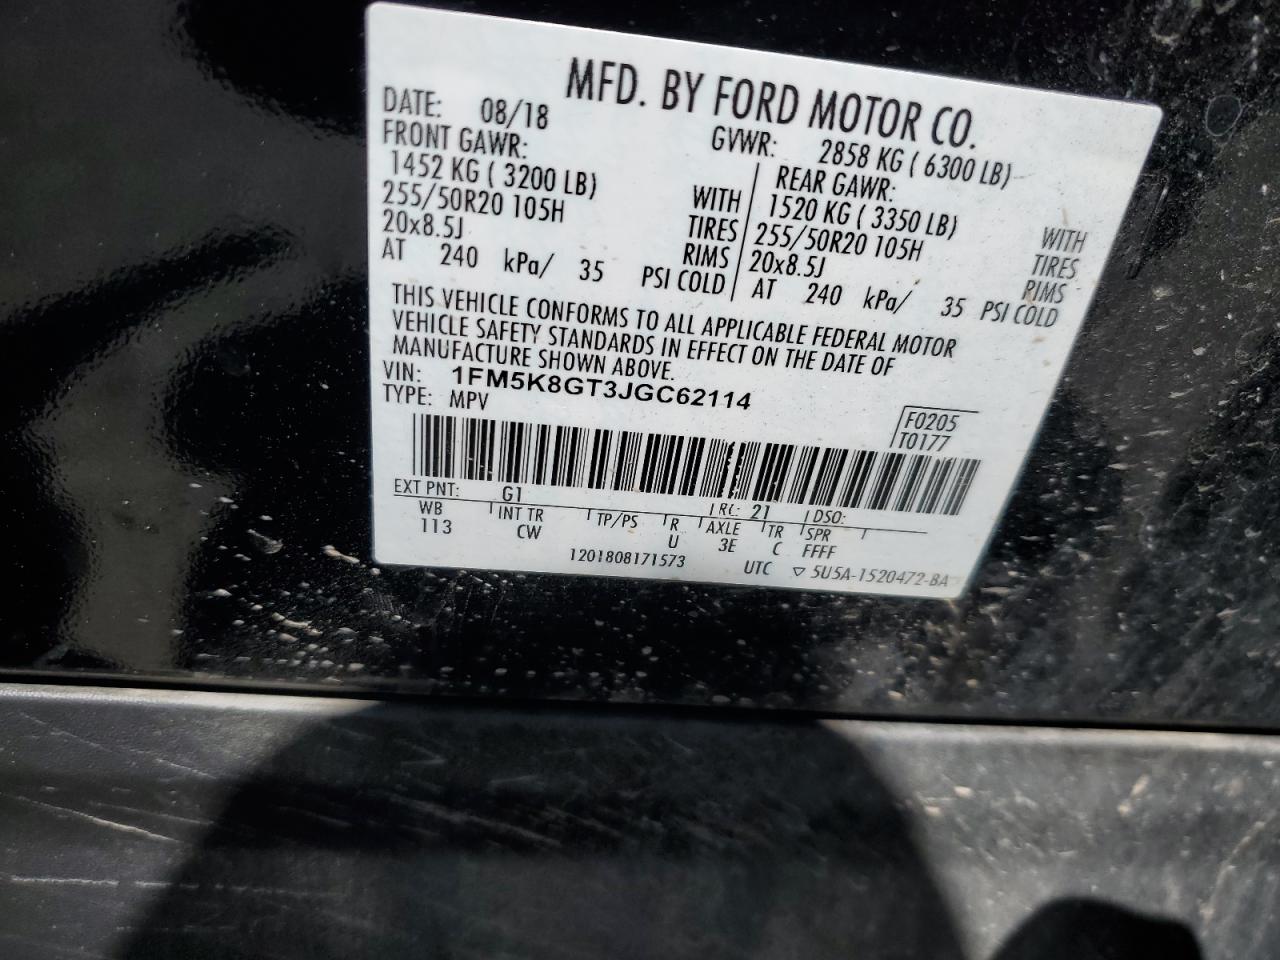 MFD. BY FORD MOTOR CO.
DATE: 08/18 GVWR: 2858 KG ( 6300 LB)
FRONT GAWR: REAR GAWR:
1452 KG ( 3200 LB) WITH 1520 KG ( 3350 LB) WITH
255/50R20 105H TIRES 255/50R20 105H TIRES
20x8.5J RIMS 20x8.5J RIMS
AT 240 kPa/ 35 PSI COLD AT 240 kPa/ 35 PSI COLD
THIS VEHICLE CONFORMS TO ALL APPLICABLE FEDERAL MOTOR
VEHICLE SAFETY STANDARDS IN EFFECT ON THE DATE OF
MANUFACTURE SHOWN ABOVE.
VIN: 1FM5K8GT3JGC62114
TYPE: MPV
F0205
T0177
EXT PNT: G1 RC: 21 DSO:
WB INT TR TP/PS R AXLE TR SPR
113 CW U 3E C FFFF
1201808171573 UTC ▽ 5U5A-1520472-BA